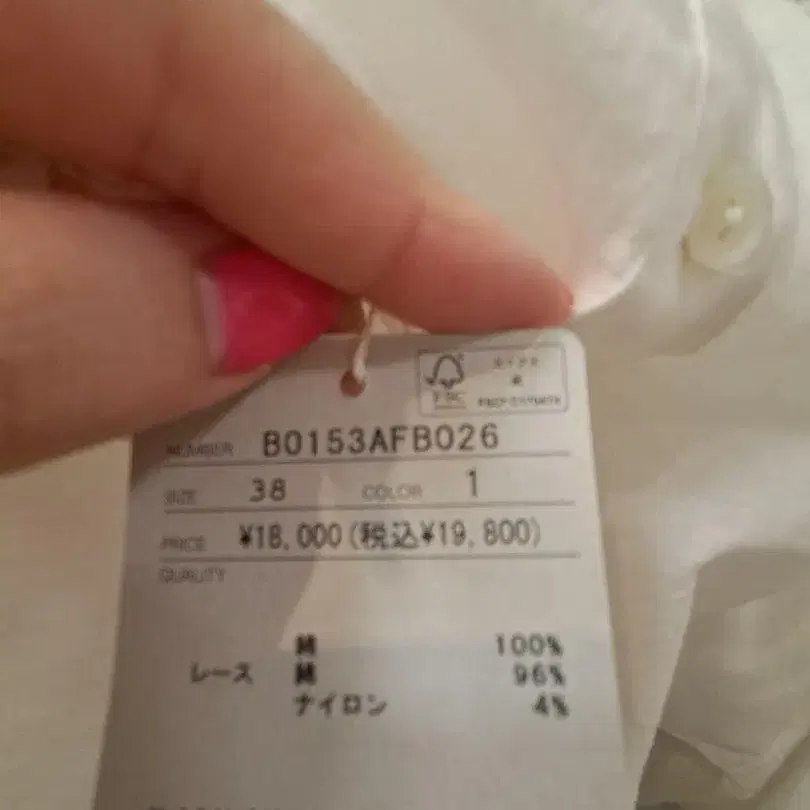 FSC
NUMBER B0153AFB026
SIZE 38 COLOR 1
PRICE ¥18,000(税込¥19,800)
QUALITY
綿 100%
レース 綿 96%
ナイロン 4%